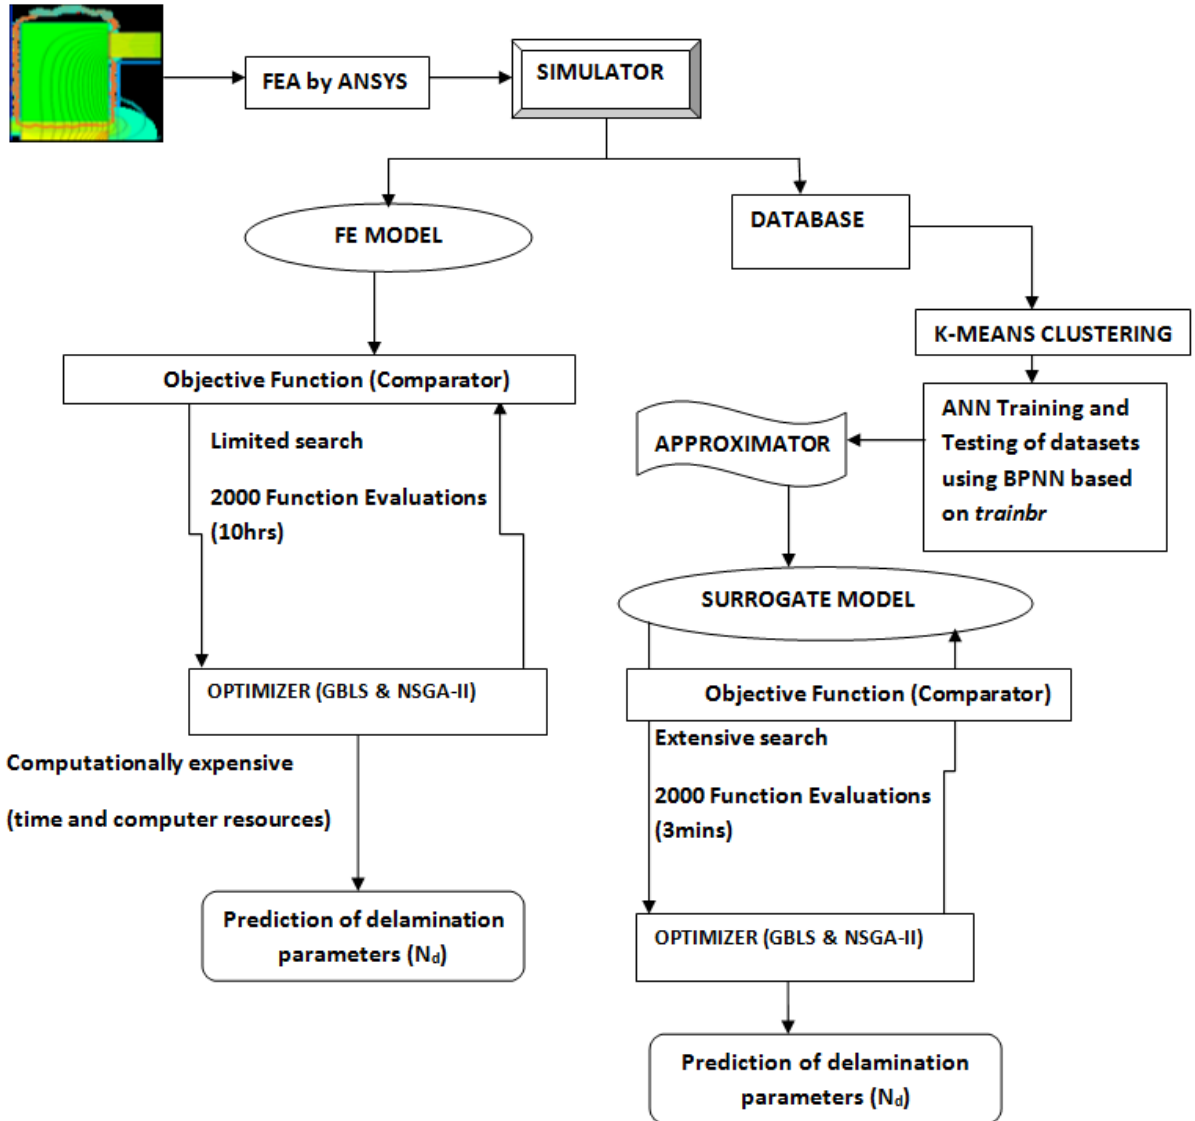 FEA by ANSYS
SIMULATOR
FE MODEL
DATABASE
K-MEANS CLUSTERING
Objective Function (Comparator)
Limited search
2000 Function Evaluations
(10hrs)
ANN Training and
Testing of datasets
using BPNN based
on trainbr
APPROXIMATOR
SURROGATE MODEL
OPTIMIZER (GBLS & NSGA-II)
Objective Function (Comparator)
Computationally expensive
(time and computer resources)
Extensive search
2000 Function Evaluations
(3mins)
Prediction of delamination
parameters (Nd)
OPTIMIZER (GBLS & NSGA-II)
Prediction of delamination
parameters (Nd)